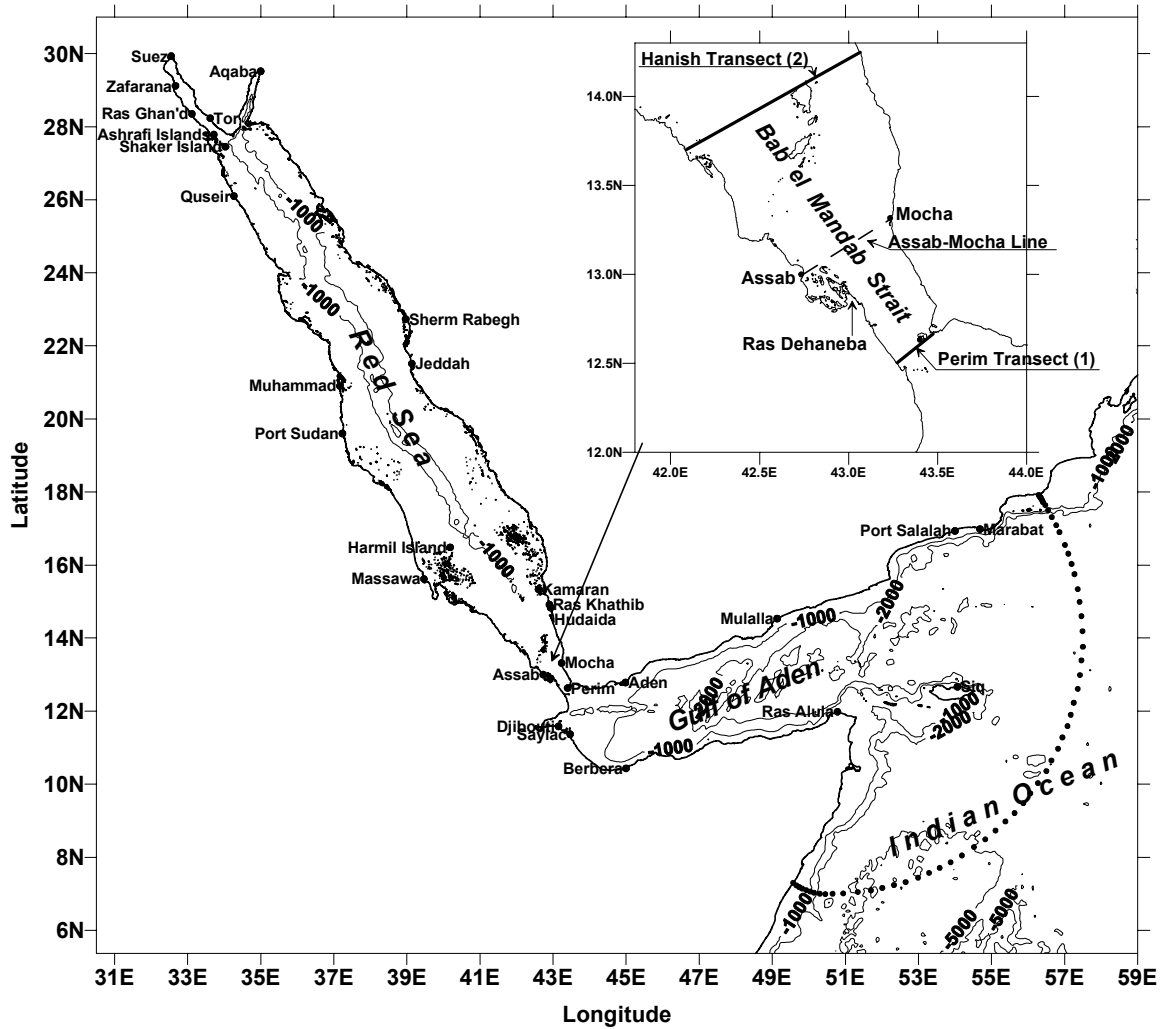 30N
28N
26N
24N
22N
20N
18N
16N
14N
12N
10N
8N
6N
Latitude
31E
33E
35E
37E
39E
41E
43E
45E
47E
49E
51E
53E
55E
57E
59E
Longitude
Suez
Aqaba
Zafarana
Ras Ghan'd
Tor
Ashrafi Islands
Shaker Island
Quseir
-1000
-1000
Red Sea
Sherm Rabegh
Jeddah
Muhammad
Port Sudan
Harmil Island
-1000
Massawa
Kamaran
Ras Khathib
Hudaida
Mocha
Assab
Perim
Aden
Djibouti
Saylac
Berbera
Mulalla
-1000
-2000
-2000
Gulf of Aden
-1000
Port Salalah
Marabat
-1000
-2000
Ras Alula
Siq
-1000
-2000
Indian Ocean
-1000
-5000
-5000
14.0N
13.5N
13.0N
12.5N
12.0N
42.0E
42.5E
43.0E
43.5E
44.0E
Hanish Transect (2)
Bab el Mandab Strait
Mocha
Assab-Mocha Line
Assab
Ras Dehaneba
Perim Transect (1)